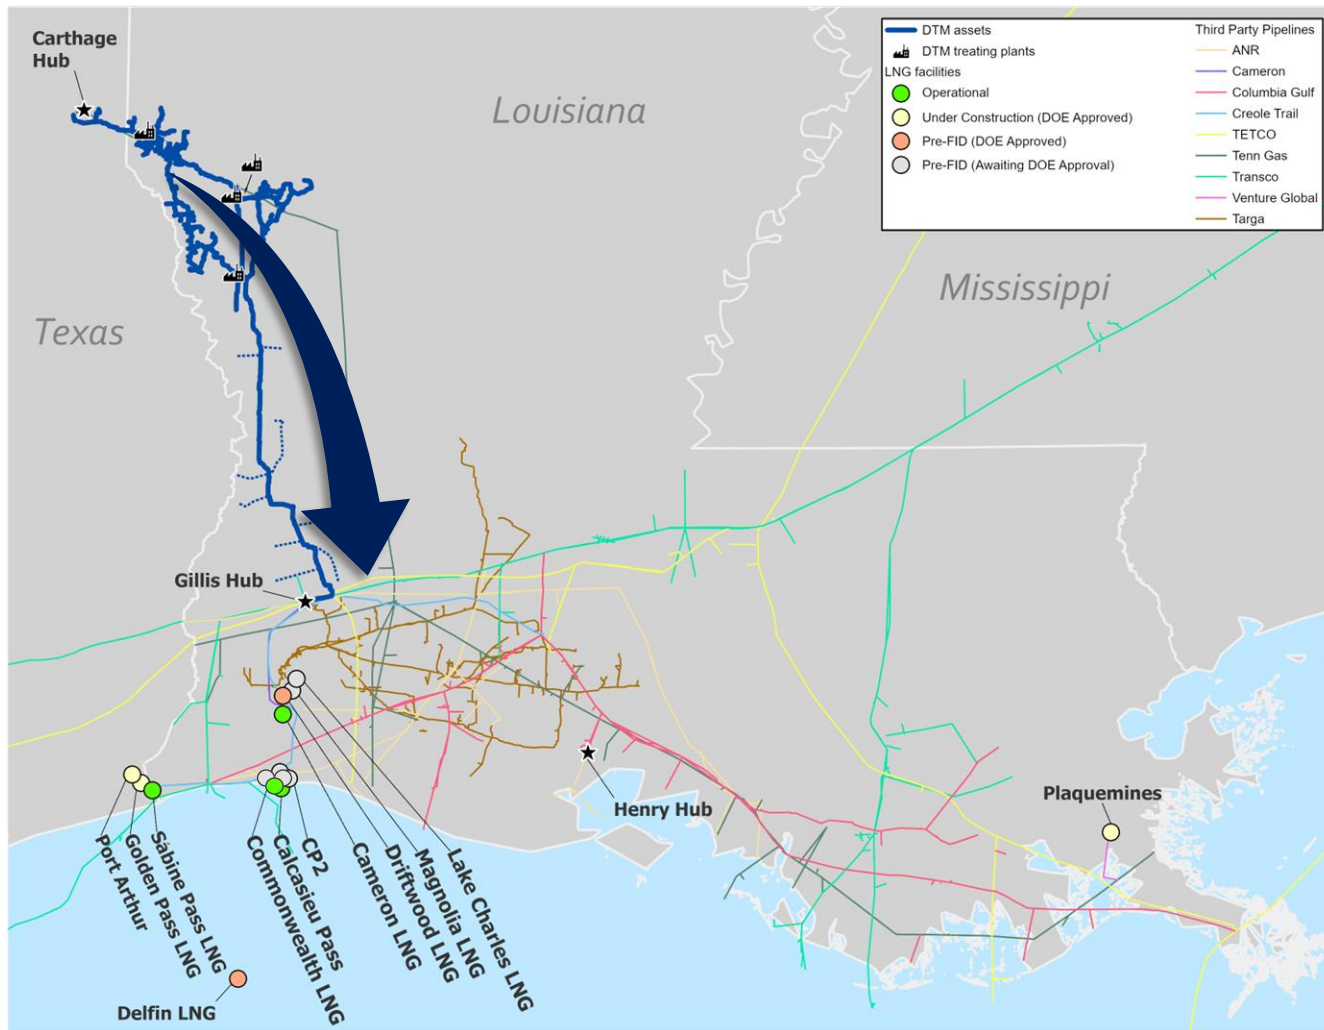 Carthage
Hub
Louisiana
Texas
Mississippi
DTM assets
DTM treating plants
LNG facilities
Operational
Under Construction (DOE Approved)
Pre-FID (DOE Approved)
Pre-FID (Awaiting DOE Approval)
Third Party Pipelines
ANR
Cameron
Columbia Gulf
Creole Trail
TETCO
Tenn Gas
Transco
Venture Global
Targa
Gillis Hub
Henry Hub
Plaquemines
Port Arthur
Golden Pass LNG
Sabine Pass LNG
Commonwealth LNG
Calcasieu Pass
CP2
Cameron LNG
Driftwood LNG
Magnolia LNG
Lake Charles LNG
Delfin LNG